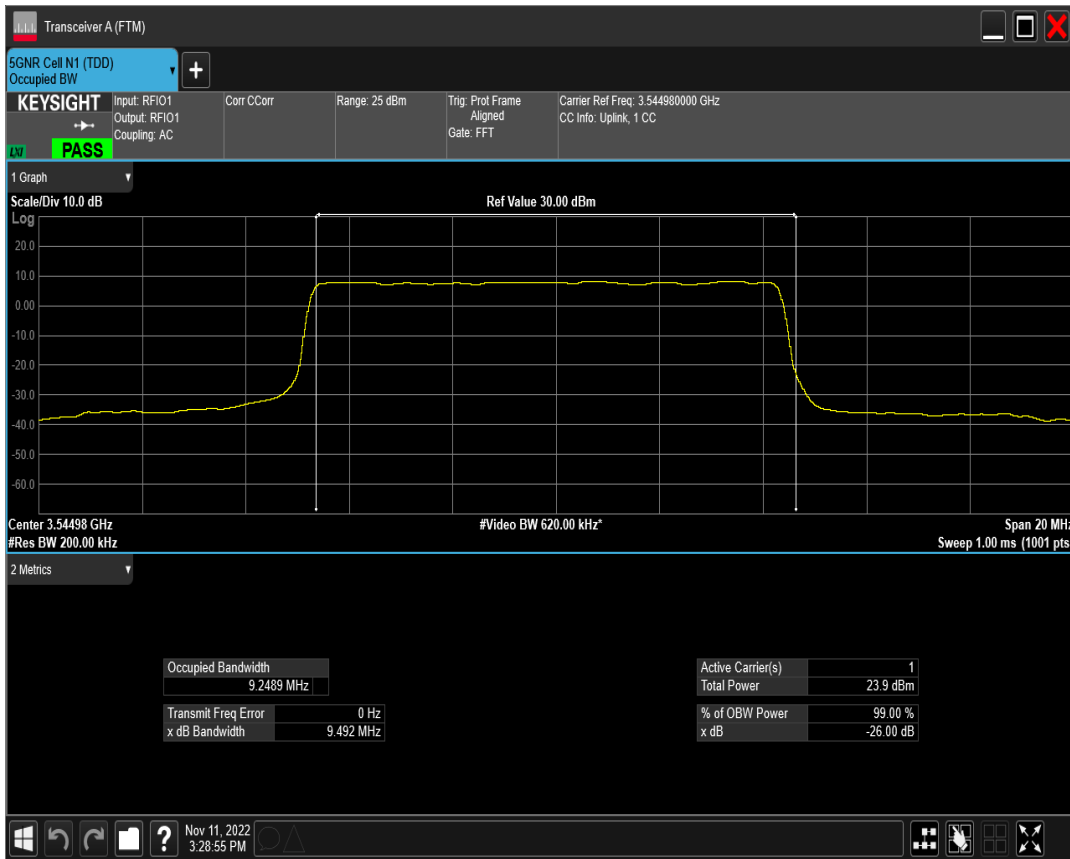 Transceiver A (FTM)
5GNR Cell N1 (TDD)
Occupied BW
+
KEYSIGHT
LXI
PASS
Input: RFIO1
Output: RFIO1
Coupling: AC
Corr CCorr
Range: 25 dBm
Trig: Prot Frame
Aligned
Gate: FFT
Carrier Ref Freq: 3.544980000 GHz
CC Info: Uplink, 1 CC
1 Graph
Scale/Div 10.0 dB
Ref Value 30.00 dBm
Log
20.0
10.0
0.00
-10.0
-20.0
-30.0
-40.0
-50.0
-60.0
Center 3.54498 GHz
#Video BW 620.00 kHz*
Span 20 MHz
#Res BW 200.00 kHz
Sweep 1.00 ms (1001 pts
2 Metrics
Occupied Bandwidth
9.2489 MHz
Transmit Freq Error 0 Hz
x dB Bandwidth 9.492 MHz
Active Carrier(s) 1
Total Power 23.9 dBm
% of OBW Power 99.00 %
x dB -26.00 dB
?
Nov 11, 2022
3:28:55 PM